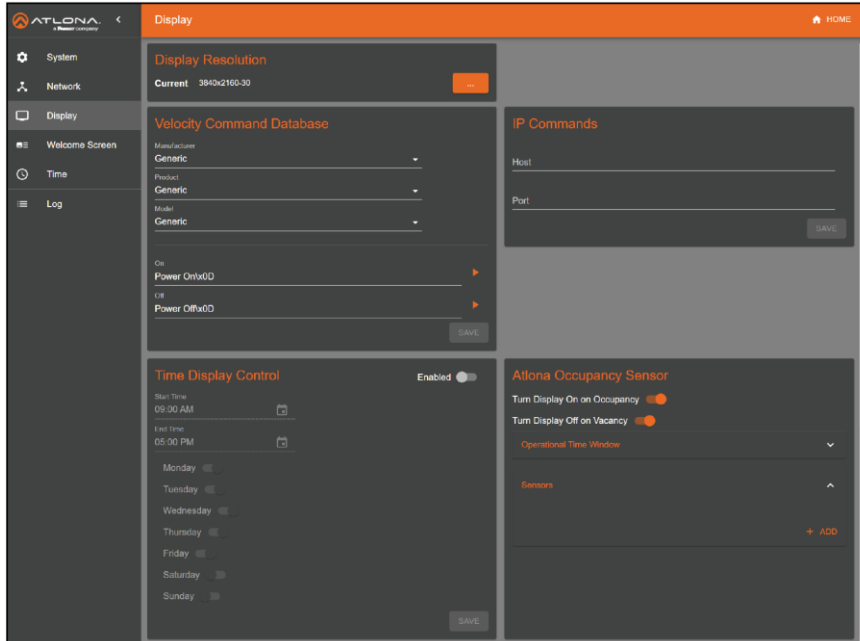 ATLONA.
a Panduit company
Display
HOME
System
Network
Display
Welcome Screen
Time
Log
Display Resolution
Current 3840x2160-30
...
Velocity Command Database
Manufacturer
Generic
Product
Generic
Model
Generic
On
Power On\x0D
Off
Power Off\x0D
SAVE
IP Commands
Host
Port
SAVE
Time Display Control
Enabled
Start Time
09:00 AM
End Time
05:00 PM
Monday
Tuesday
Wednesday
Thursday
Friday
Saturday
Sunday
SAVE
Atlona Occupancy Sensor
Turn Display On on Occupancy
Turn Display Off on Vacancy
Operational Time Window
Sensors
+ ADD